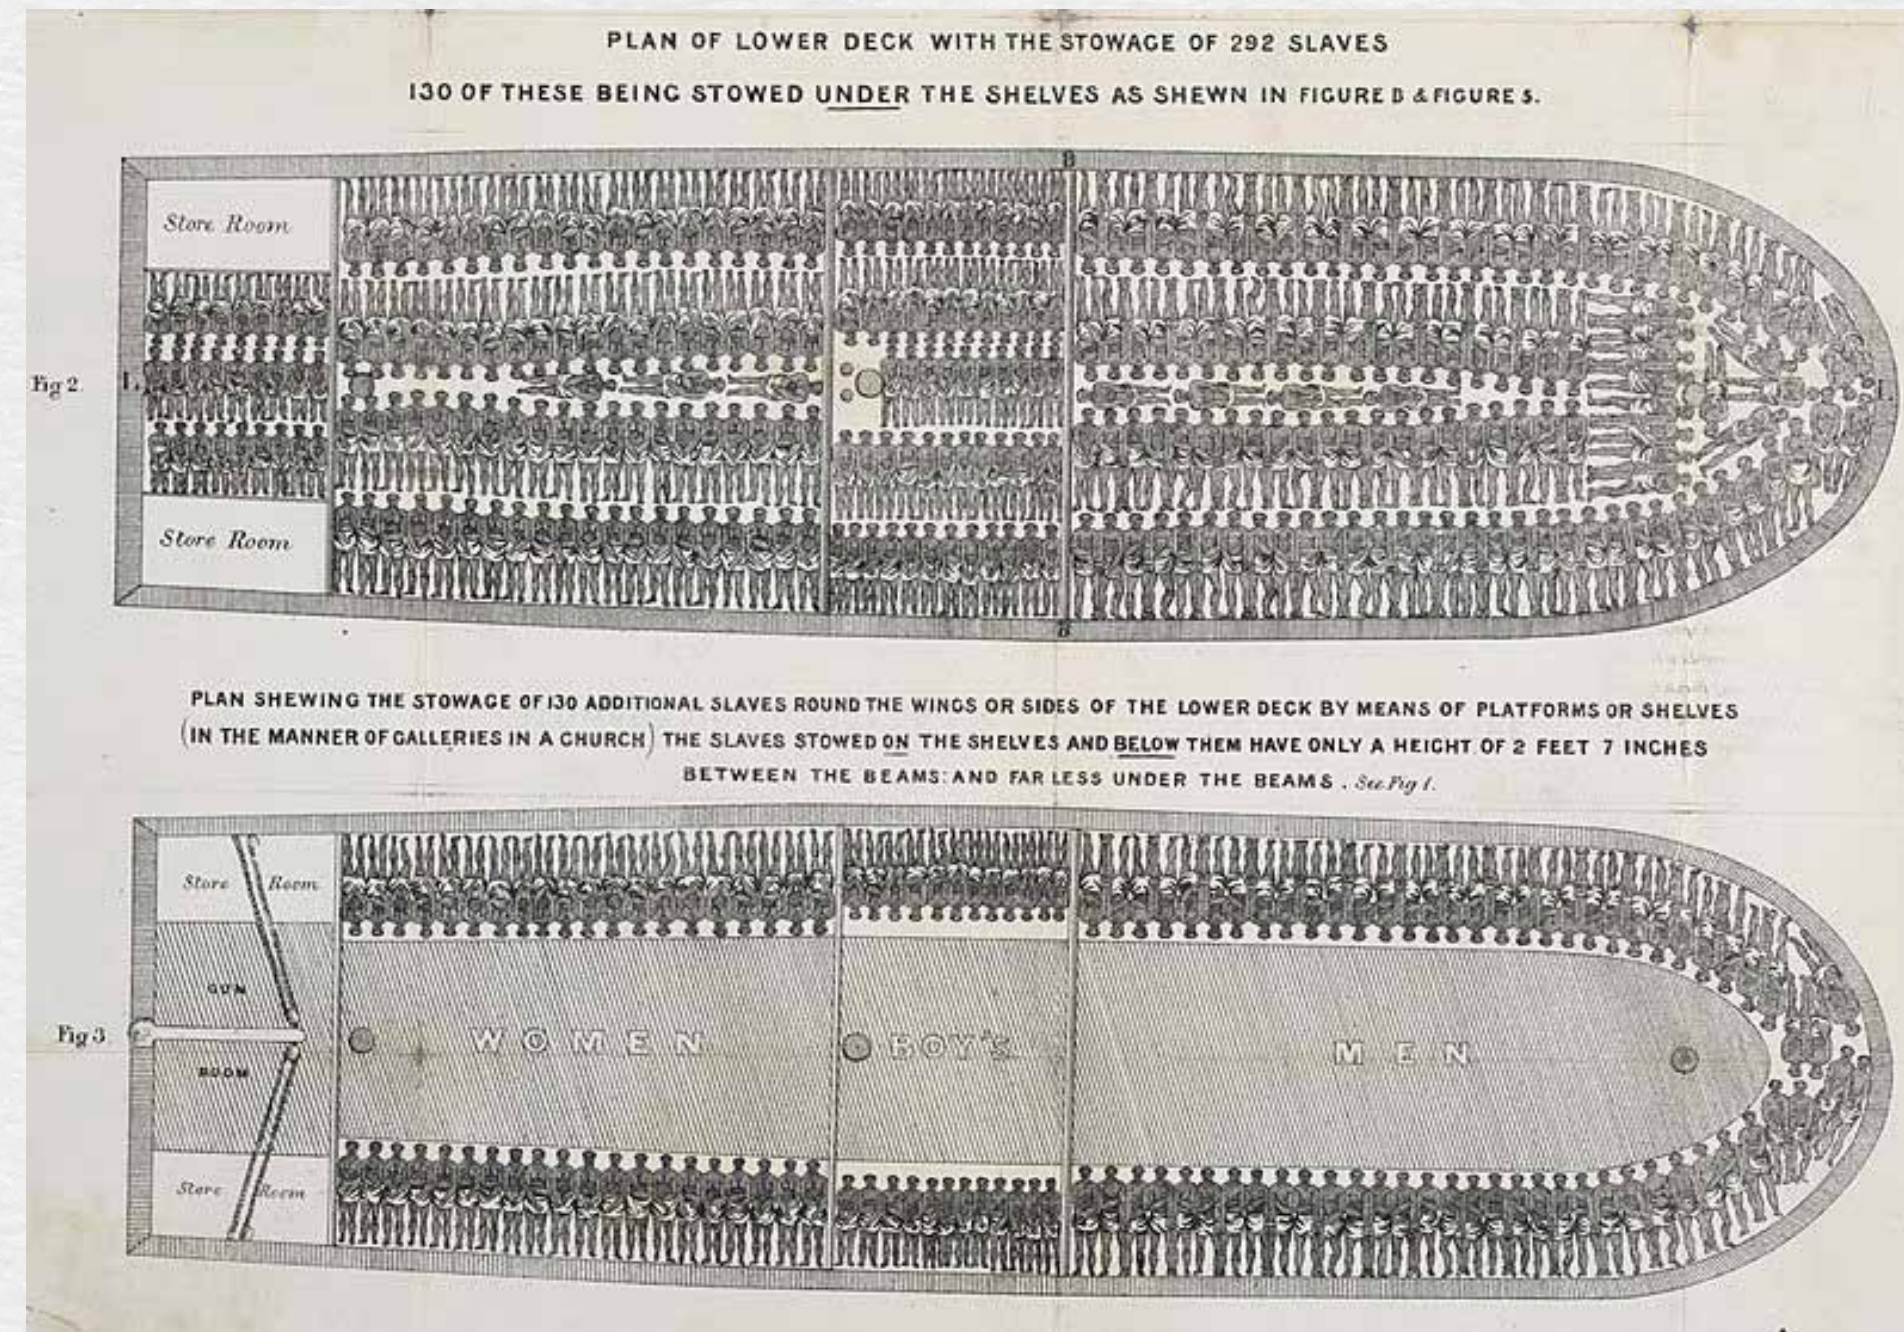 PLAN OF LOWER DECK WITH THE STOWAGE OF 292 SLAVES
130 OF THESE BEING STOWED UNDER THE SHELVES AS SHEWN IN FIGURE B & FIGURE 5.
B
Store Room
Fig 2.
Store Room
B
PLAN SHEWING THE STOWAGE OF 130 ADDITIONAL SLAVES ROUND THE WINGS OR SIDES OF THE LOWER DECK BY MEANS OF PLATFORMS OR SHELVES
(IN THE MANNER OF GALLERIES IN A CHURCH) THE SLAVES STOWED ON THE SHELVES AND BELOW THEM HAVE ONLY A HEIGHT OF 2 FEET 7 INCHES
BETWEEN THE BEAMS: AND FAR LESS UNDER THE BEAMS . See Fig 1.
Store Room
GUN
Fig 3
WOMEN
BOY'S
MEN
ROOM
Store Room